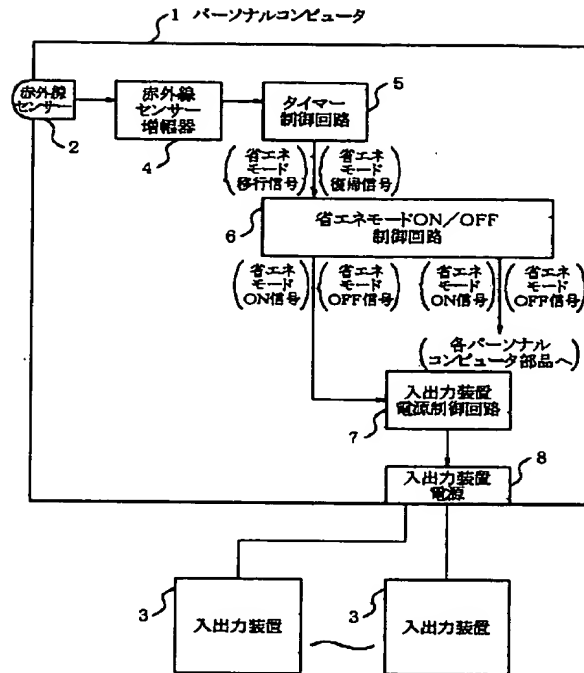 1 パーソナルコンピュータ
赤外線
センサー
2
赤外線
センサー
増幅器
4
タイマー
制御回路
5
(省エネ
モード
移行信号)
(省エネ
モード
復帰信号)
省エネモードON/OFF
制御回路
6
(省エネ
モード
ON信号)
(省エネ
モード
OFF信号)
(省エネ
モード
ON信号)
(省エネ
モード
OFF信号)
(各パーソナル
コンピュータ部品へ)
入出力装置
電源制御回路
7
入出力装置
電源
8
3
入出力装置
3
入出力装置